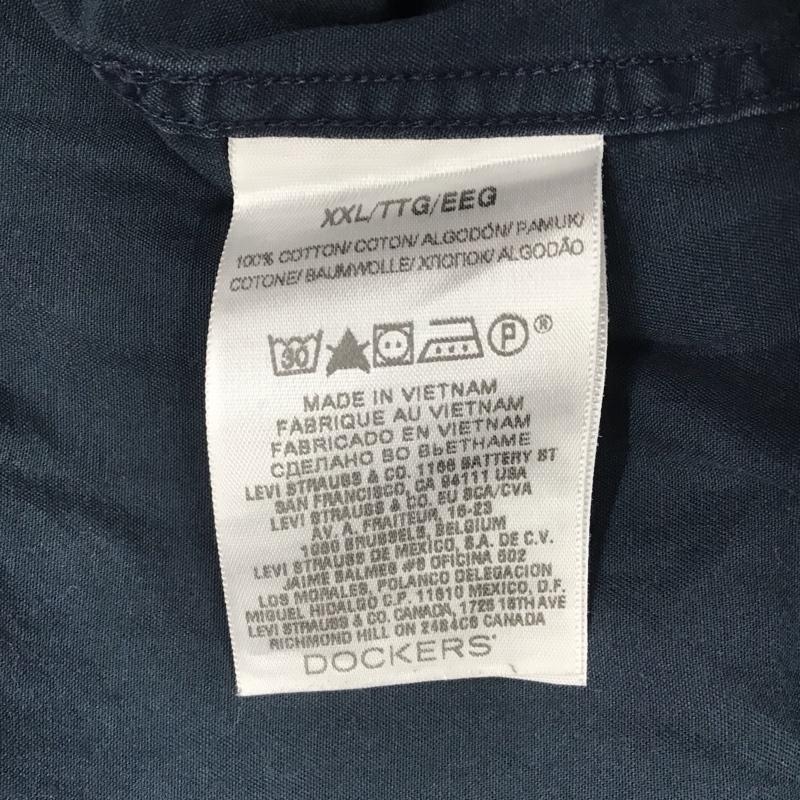 XXL/TTG/EEG
100% COTTON/ COTON/ ALGODÓN/ PAMUK/
COTONE/ BAUMWOLLE/ ХЛОПОК/ ALGODÃO
30 P ®
MADE IN VIETNAM
FABRIQUE AU VIETNAM
FABRICADO EN VIETNAM
СДЕЛАНО ВО ВЬЕТНАМЕ
LEVI STRAUSS & CO. 1155 BATTERY ST
SAN FRANCISCO, CA 94111 USA
LEVI STRAUSS & CO. EU SCA/CVA
AV. A. FRAITEUR, 15-23
1050 BRUSSELS, BELGIUM
LEVI STRAUSS DE MEXICO, S.A. DE C.V.
JAIME BALMES #8 OFICINA 602
LOS MORALES, POLANCO DELEGACION
MIGUEL HIDALGO C.P. 11510 MEXICO, D.F.
LEVI STRAUSS & CO. CANADA, 1725 16TH AVE
RICHMOND HILL ON CANADA
DOCKERS®